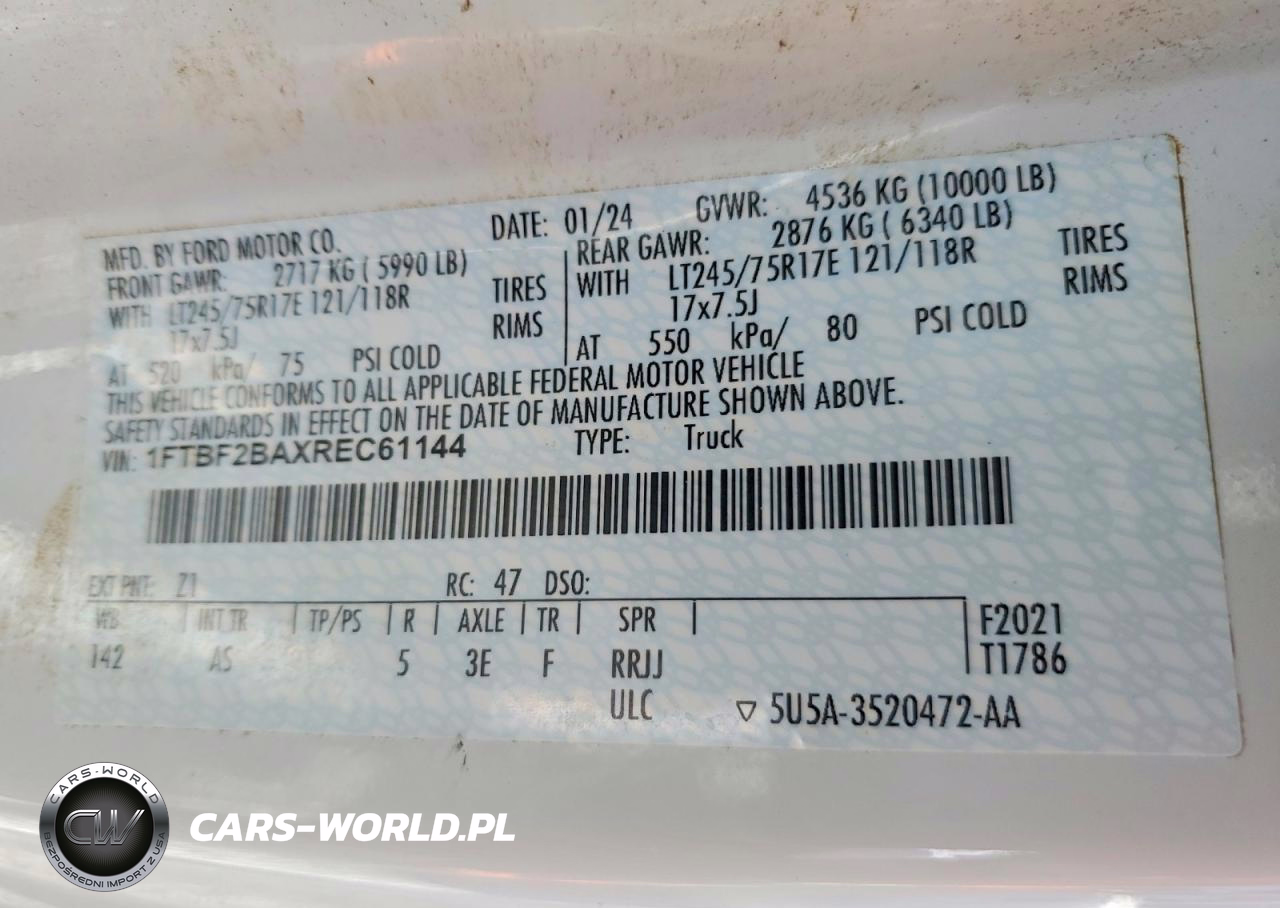 MFD. BY FORD MOTOR CO. DATE: 01/24 GVWR: 4536 KG (10000 LB)
FRONT GAWR: 2717 KG ( 5990 LB) REAR GAWR: 2876 KG ( 6340 LB)
WITH LT245/75R17E 121/118R TIRES WITH LT245/75R17E 121/118R TIRES
17x7.5J RIMS 17x7.5J RIMS
AT 520 kPa/ 75 PSI COLD AT 550 kPa/ 80 PSI COLD
THIS VEHICLE CONFORMS TO ALL APPLICABLE FEDERAL MOTOR VEHICLE
SAFETY STANDARDS IN EFFECT ON THE DATE OF MANUFACTURE SHOWN ABOVE.
VIN: 1FTBF2BAXREC61144 TYPE: Truck
EXT PNT: Z1 RC: 47 DSO:
WB INT TR TP/PS R AXLE TR SPR F2021
142 AS 5 3E F RRJJ T1786
ULC ▽ 5U5A-3520472-AA
CARS-WORLD
CW
BEZPOŚREDNI IMPORT Z USA
CARS-WORLD.PL